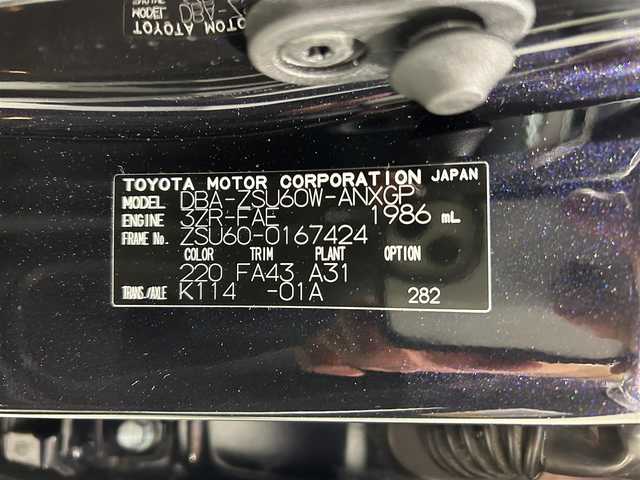 TOYOTA MOTOR CORPORATION JAPAN
MODEL DBA-ZSU60W-ANXGP
ENGINE 3ZR-FAE 1986 mL
FRAME No. ZSU60-0167424
COLOR TRIM PLANT OPTION
220 FA43 A31
TRANS./AXLE K114 -01A 282